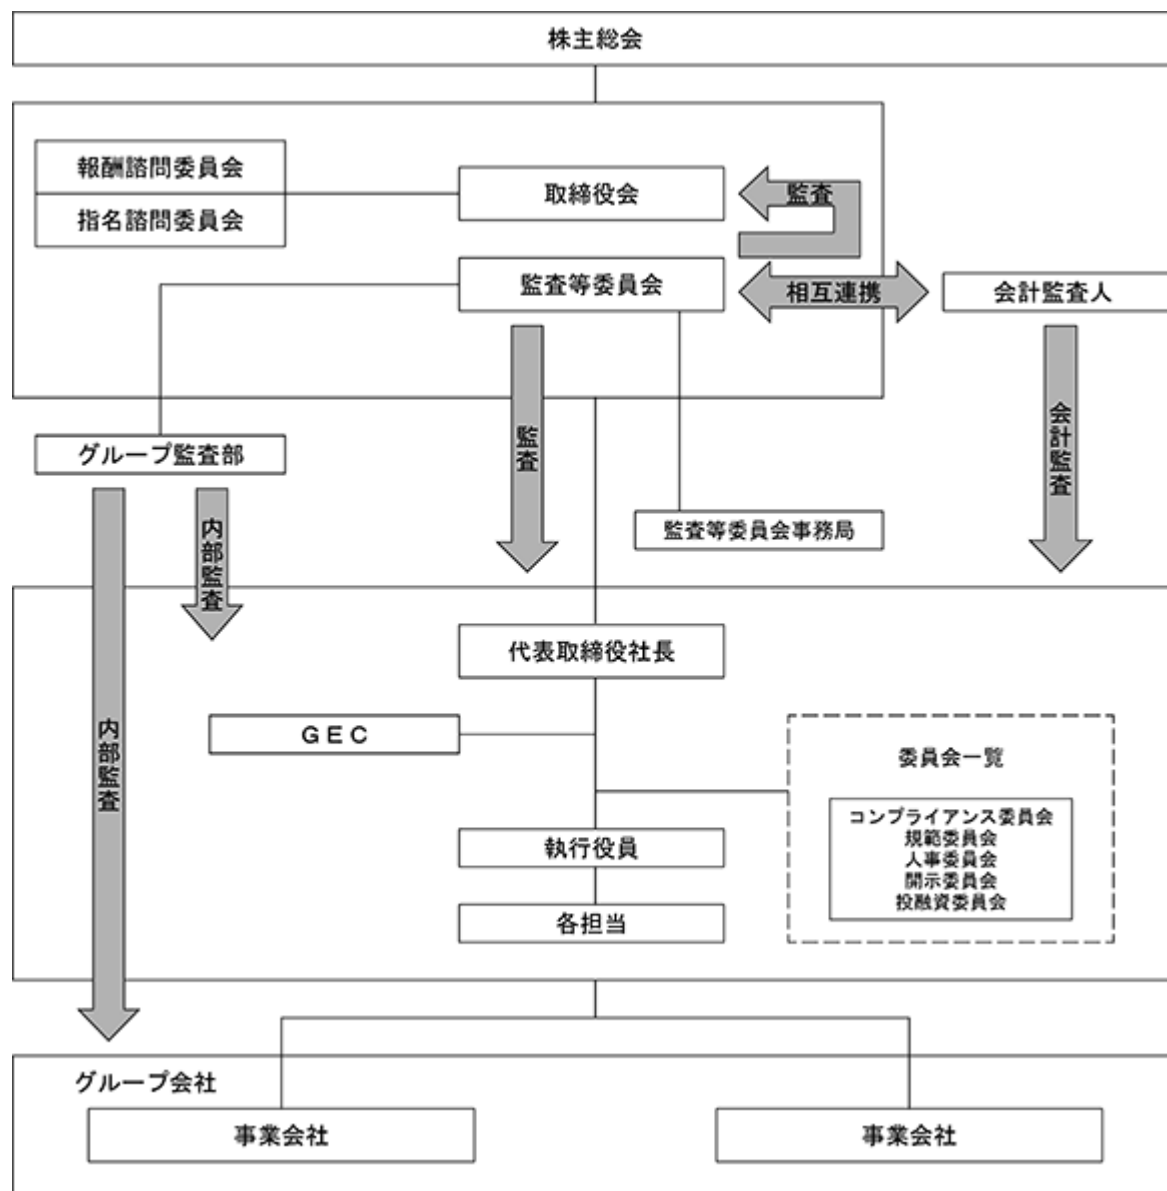 株主総会
報酬諮問委員会
指名諮問委員会
取締役会
監査
監査等委員会
相互連携
会計監査人
グループ監査部
監査
会計監査
内部監査
監査等委員会事務局
内部監査
代表取締役社長
ＧＥＣ
委員会一覧
コンプライアンス委員会
規範委員会
人事委員会
開示委員会
投融資委員会
執行役員
各担当
グループ会社
事業会社
事業会社